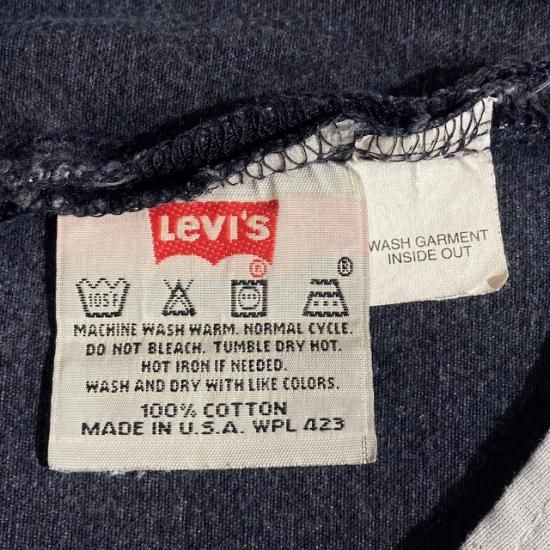 Levi's
®
®
105F
MACHINE WASH WARM. NORMAL CYCLE.
DO NOT BLEACH. TUMBLE DRY HOT.
HOT IRON IF NEEDED.
WASH AND DRY WITH LIKE COLORS.
100% COTTON
MADE IN U.S.A. WPL 423
WASH GARMENT
INSIDE OUT